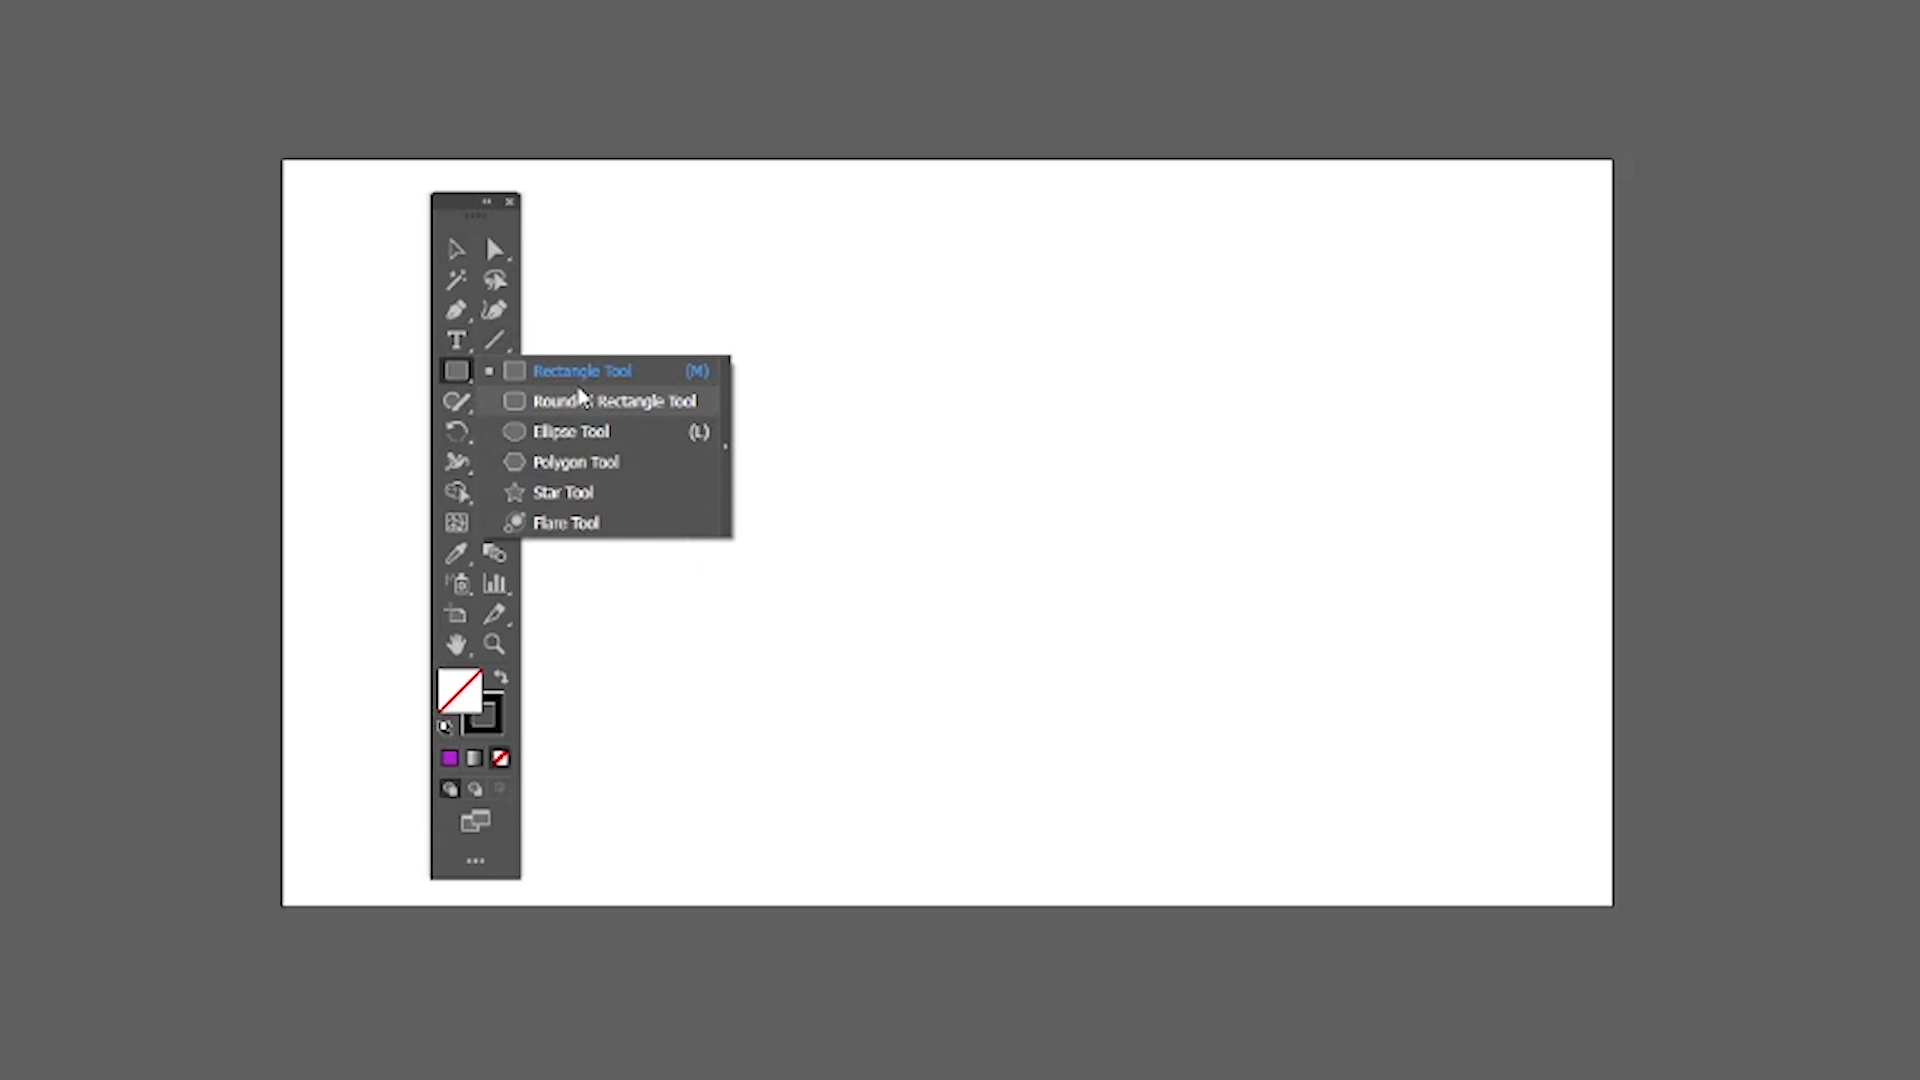 Rectangle Tool (M)
Rounded Rectangle Tool
Ellipse Tool (L)
Polygon Tool
Star Tool
Flare Tool